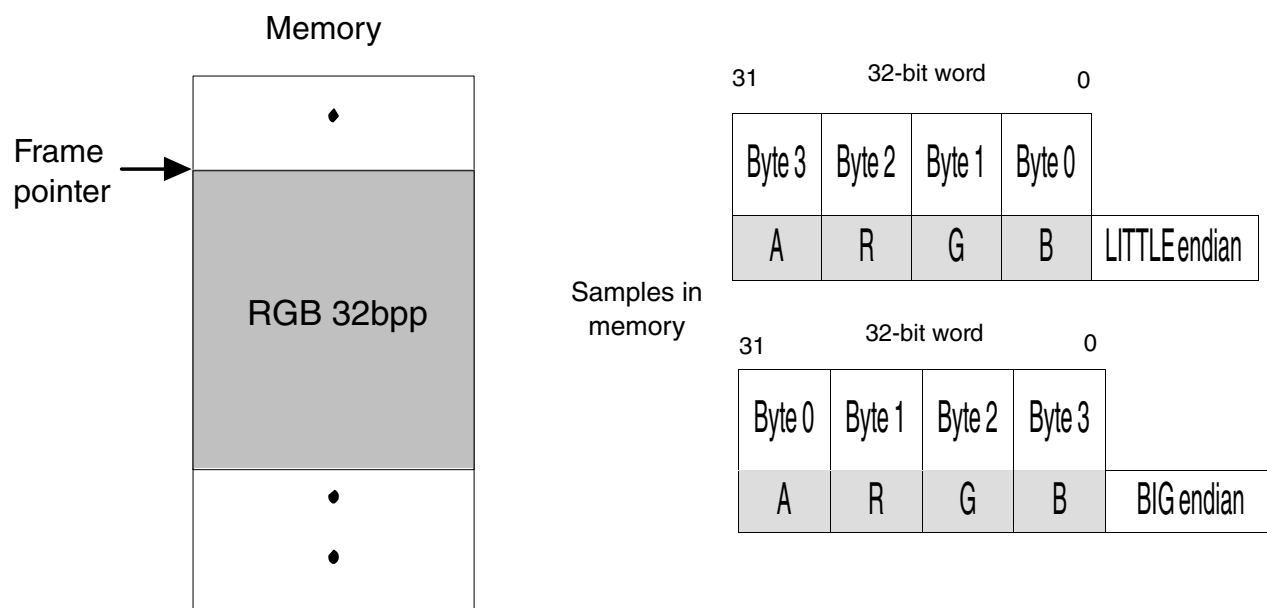 Memory
Frame
pointer
RGB 32bpp
Samples in
memory
31 32-bit word 0
Byte 3 Byte 2 Byte 1 Byte 0
A R G B LITTLE endian
31 32-bit word 0
Byte 0 Byte 1 Byte 2 Byte 3
A R G B BIG endian